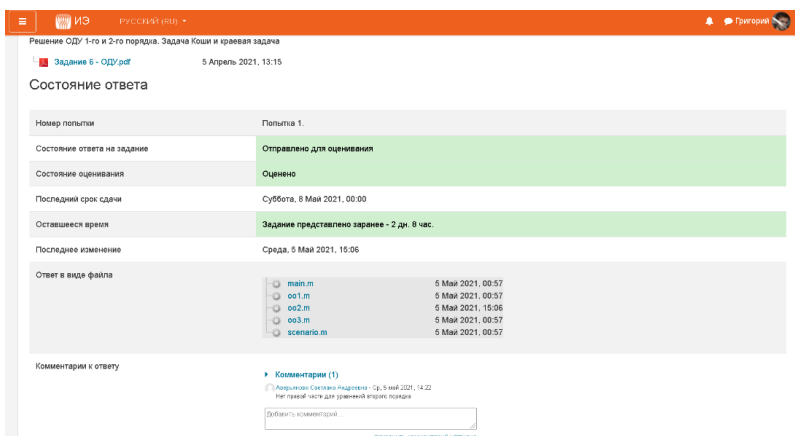 ИЭ РУССКИЙ (RU) Григорий
Решение ОДУ 1-го и 2-го порядка. Задача Коши и краевая задача
Задание 6 - ОДУ.pdf 5 Апрель 2021, 13:15
Состояние ответа
Номер попытки Попытка 1.
Состояние ответа на задание Отправлено для оценивания
Состояние оценивания Оценено
Последний срок сдачи Суббота, 8 Май 2021, 00:00
Оставшееся время Задание представлено заранее - 2 дн. 8 час.
Последнее изменение Среда, 5 Май 2021, 15:06
Ответ в виде файла
main.m 5 Май 2021, 00:57
oo1.m 5 Май 2021, 00:57
oo2.m 5 Май 2021, 15:06
oo3.m 5 Май 2021, 00:57
scenario.m 5 Май 2021, 00:57
Комментарии к ответу
Комментарии (1)
Аверьянова Светлана Андреевна - Ср, 5 май 2021, 14:22
Нет правой части для уравнений второго порядка
Добавить комментарий...